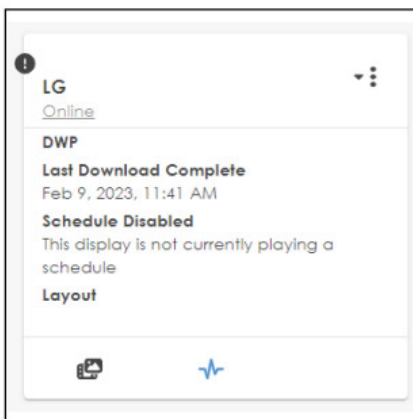 LG
Online
DWP
Last Download Complete
Feb 9, 2023, 11:41 AM
Schedule Disabled
This display is not currently playing a
schedule
Layout